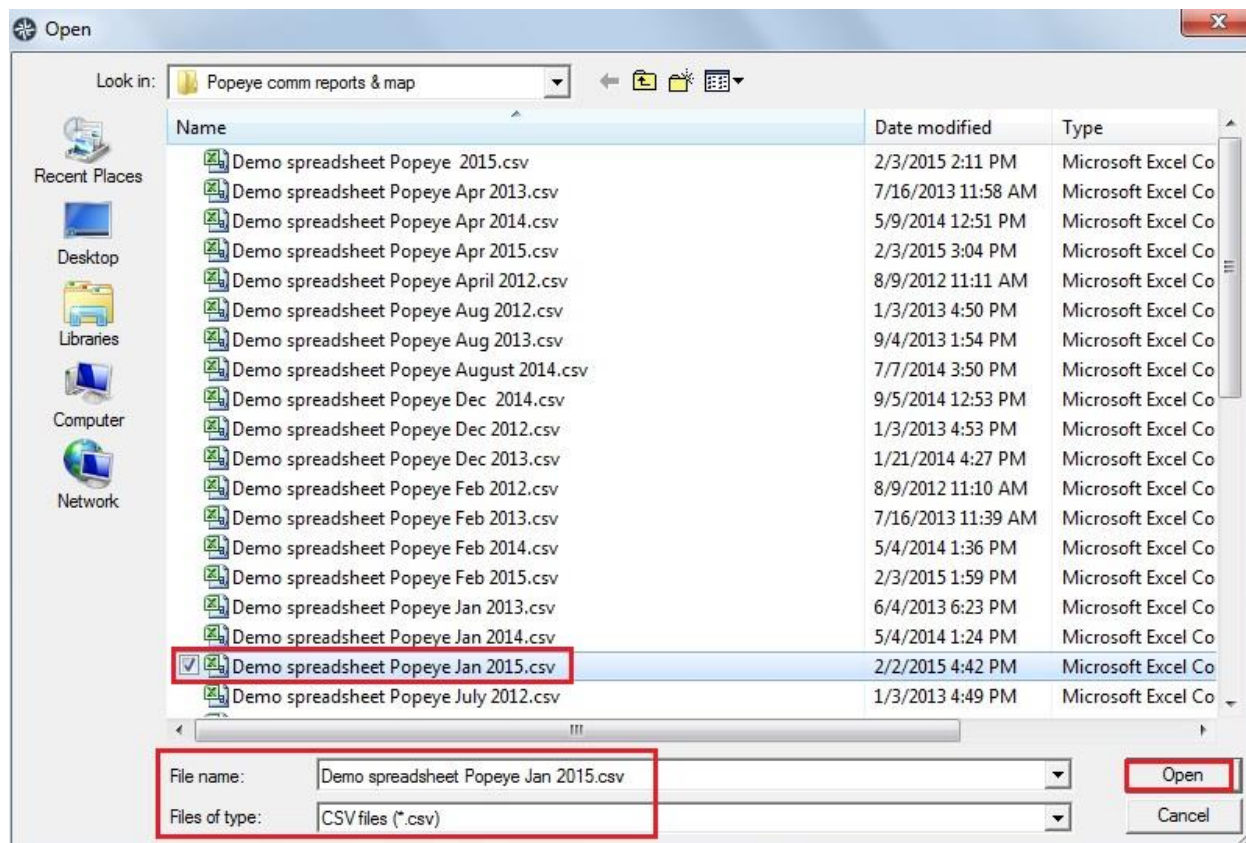 Open
Look in: Popeye comm reports & map
Name Date modified Type
Recent Places
Desktop
Libraries
Computer
Network
Demo spreadsheet Popeye  2015.csv 2/3/2015 2:11 PM Microsoft Excel Co
Demo spreadsheet Popeye Apr 2013.csv 7/16/2013 11:58 AM Microsoft Excel Co
Demo spreadsheet Popeye Apr 2014.csv 5/9/2014 12:51 PM Microsoft Excel Co
Demo spreadsheet Popeye Apr 2015.csv 2/3/2015 3:04 PM Microsoft Excel Co
Demo spreadsheet Popeye April 2012.csv 8/9/2012 11:11 AM Microsoft Excel Co
Demo spreadsheet Popeye Aug 2012.csv 1/3/2013 4:50 PM Microsoft Excel Co
Demo spreadsheet Popeye Aug 2013.csv 9/4/2013 1:54 PM Microsoft Excel Co
Demo spreadsheet Popeye August 2014.csv 7/7/2014 3:50 PM Microsoft Excel Co
Demo spreadsheet Popeye Dec  2014.csv 9/5/2014 12:53 PM Microsoft Excel Co
Demo spreadsheet Popeye Dec 2012.csv 1/3/2013 4:53 PM Microsoft Excel Co
Demo spreadsheet Popeye Dec 2013.csv 1/21/2014 4:27 PM Microsoft Excel Co
Demo spreadsheet Popeye Feb 2012.csv 8/9/2012 11:10 AM Microsoft Excel Co
Demo spreadsheet Popeye Feb 2013.csv 7/16/2013 11:39 AM Microsoft Excel Co
Demo spreadsheet Popeye Feb 2014.csv 5/4/2014 1:36 PM Microsoft Excel Co
Demo spreadsheet Popeye Feb 2015.csv 2/3/2015 1:59 PM Microsoft Excel Co
Demo spreadsheet Popeye Jan 2013.csv 6/4/2013 6:23 PM Microsoft Excel Co
Demo spreadsheet Popeye Jan 2014.csv 5/4/2014 1:24 PM Microsoft Excel Co
Demo spreadsheet Popeye Jan 2015.csv 2/2/2015 4:42 PM Microsoft Excel Co
Demo spreadsheet Popeye July 2012.csv 1/3/2013 4:49 PM Microsoft Excel Co
File name: Demo spreadsheet Popeye Jan 2015.csv Open
Files of type: CSV files (*.csv) Cancel